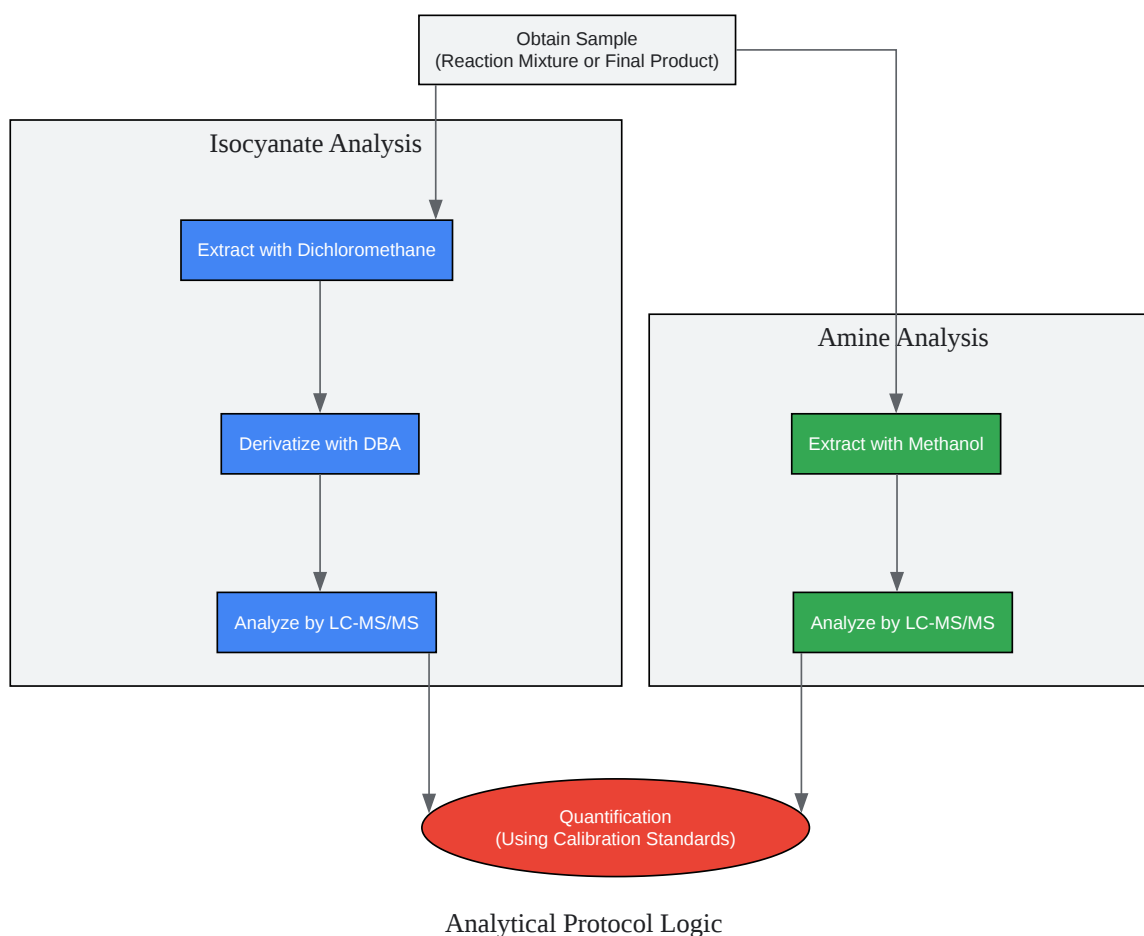 Obtain Sample
(Reaction Mixture or Final Product)
Isocyanate Analysis
Extract with Dichloromethane
Derivatize with DBA
Analyze by LC-MS/MS
Amine Analysis
Extract with Methanol
Analyze by LC-MS/MS
Quantification
(Using Calibration Standards)
Analytical Protocol Logic